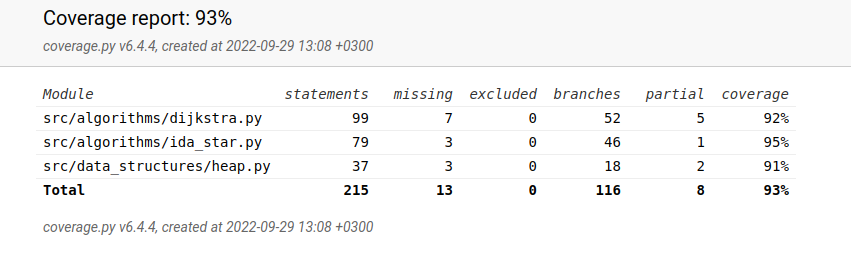 Coverage report: 93%
coverage.py v6.4.4, created at 2022-09-29 13:08 +0300
Module statements missing excluded branches partial coverage
src/algorithms/dijkstra.py 99 7 0 52 5 92%
src/algorithms/ida_star.py 79 3 0 46 1 95%
src/data_structures/heap.py 37 3 0 18 2 91%
Total 215 13 0 116 8 93%
coverage.py v6.4.4, created at 2022-09-29 13:08 +0300